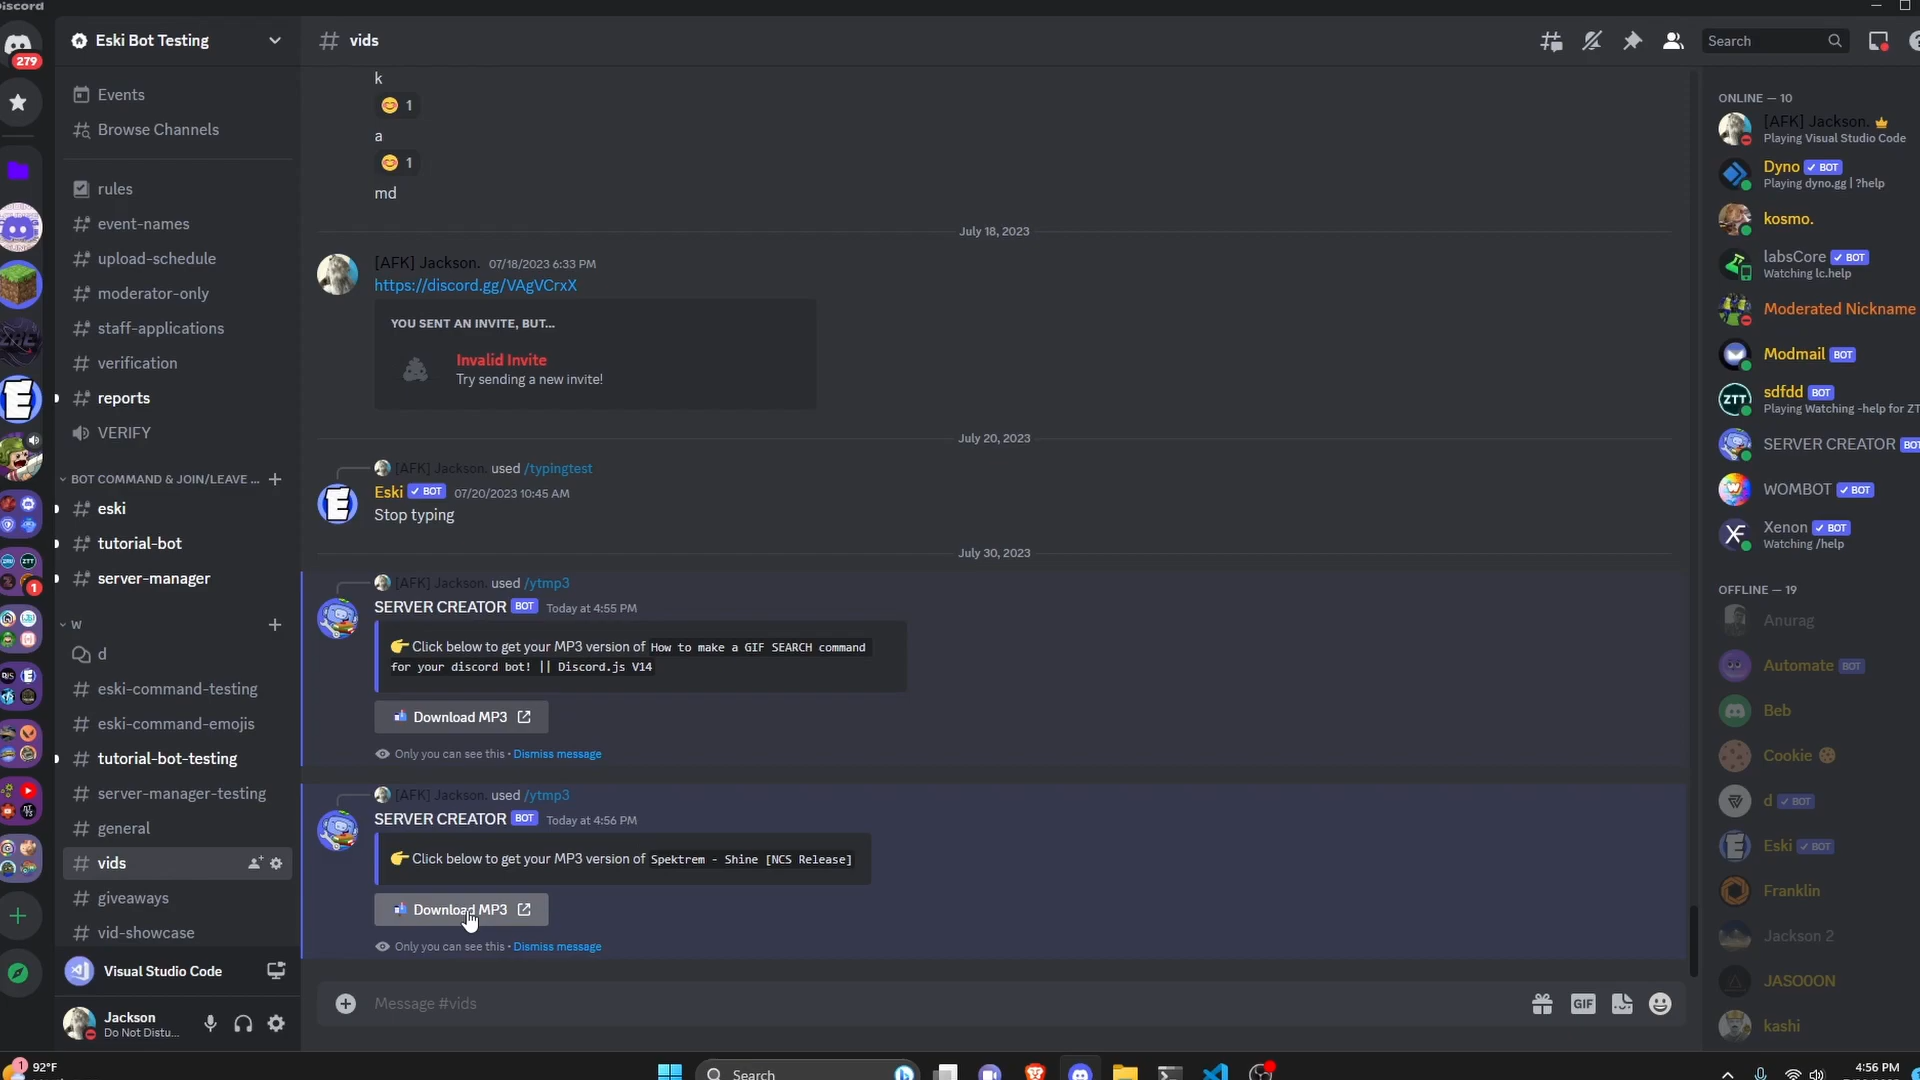 Discord
279
Eski Bot Testing
Events
Browse Channels
rules
event-names
upload-schedule
moderator-only
staff-applications
verification
reports
VERIFY
BOT COMMAND & JOIN/LEAVE ...
eski
tutorial-bot
server-manager
1
W
d
eski-command-testing
eski-command-emojis
tutorial-bot-testing
server-manager-testing
general
vids
giveaways
vid-showcase
Visual Studio Code
Jackson
Do Not Distu...
vids
Search
k
1
a
1
md
July 18, 2023
[AFK] Jackson. 07/18/2023 6:33 PM
https://discord.gg/VAgVCrxX
YOU SENT AN INVITE, BUT...
Invalid Invite
Try sending a new invite!
July 20, 2023
[AFK] Jackson. used /typingtest
Eski BOT 07/20/2023 10:45 AM
Stop typing
July 30, 2023
[AFK] Jackson. used /ytmp3
SERVER CREATOR BOT Today at 4:55 PM
Click below to get your MP3 version of How to make a GIF SEARCH command
for your discord bot! || Discord.js V14
Download MP3
Only you can see this • Dismiss message
[AFK] Jackson. used /ytmp3
SERVER CREATOR BOT Today at 4:56 PM
Click below to get your MP3 version of Spektrem - Shine [NCS Release]
Download MP3
Only you can see this • Dismiss message
Message #vids
GIF
ONLINE — 10
[AFK] Jackson.
Playing Visual Studio Code
Dyno BOT
Playing dyno.gg | ?help
kosmo.
labsCore BOT
Watching lc.help
Moderated Nickname
Modmail BOT
ZTT
sdfdd BOT
Playing Watching -help for ZT
SERVER CREATOR BOT
WOMBOT BOT
Xenon BOT
Watching /help
OFFLINE — 19
Anurag
Automate BOT
Beb
Cookie
d BOT
Eski BOT
Franklin
Jackson 2
JASO0ON
kashi
1
92°F
Search
4:56 PM